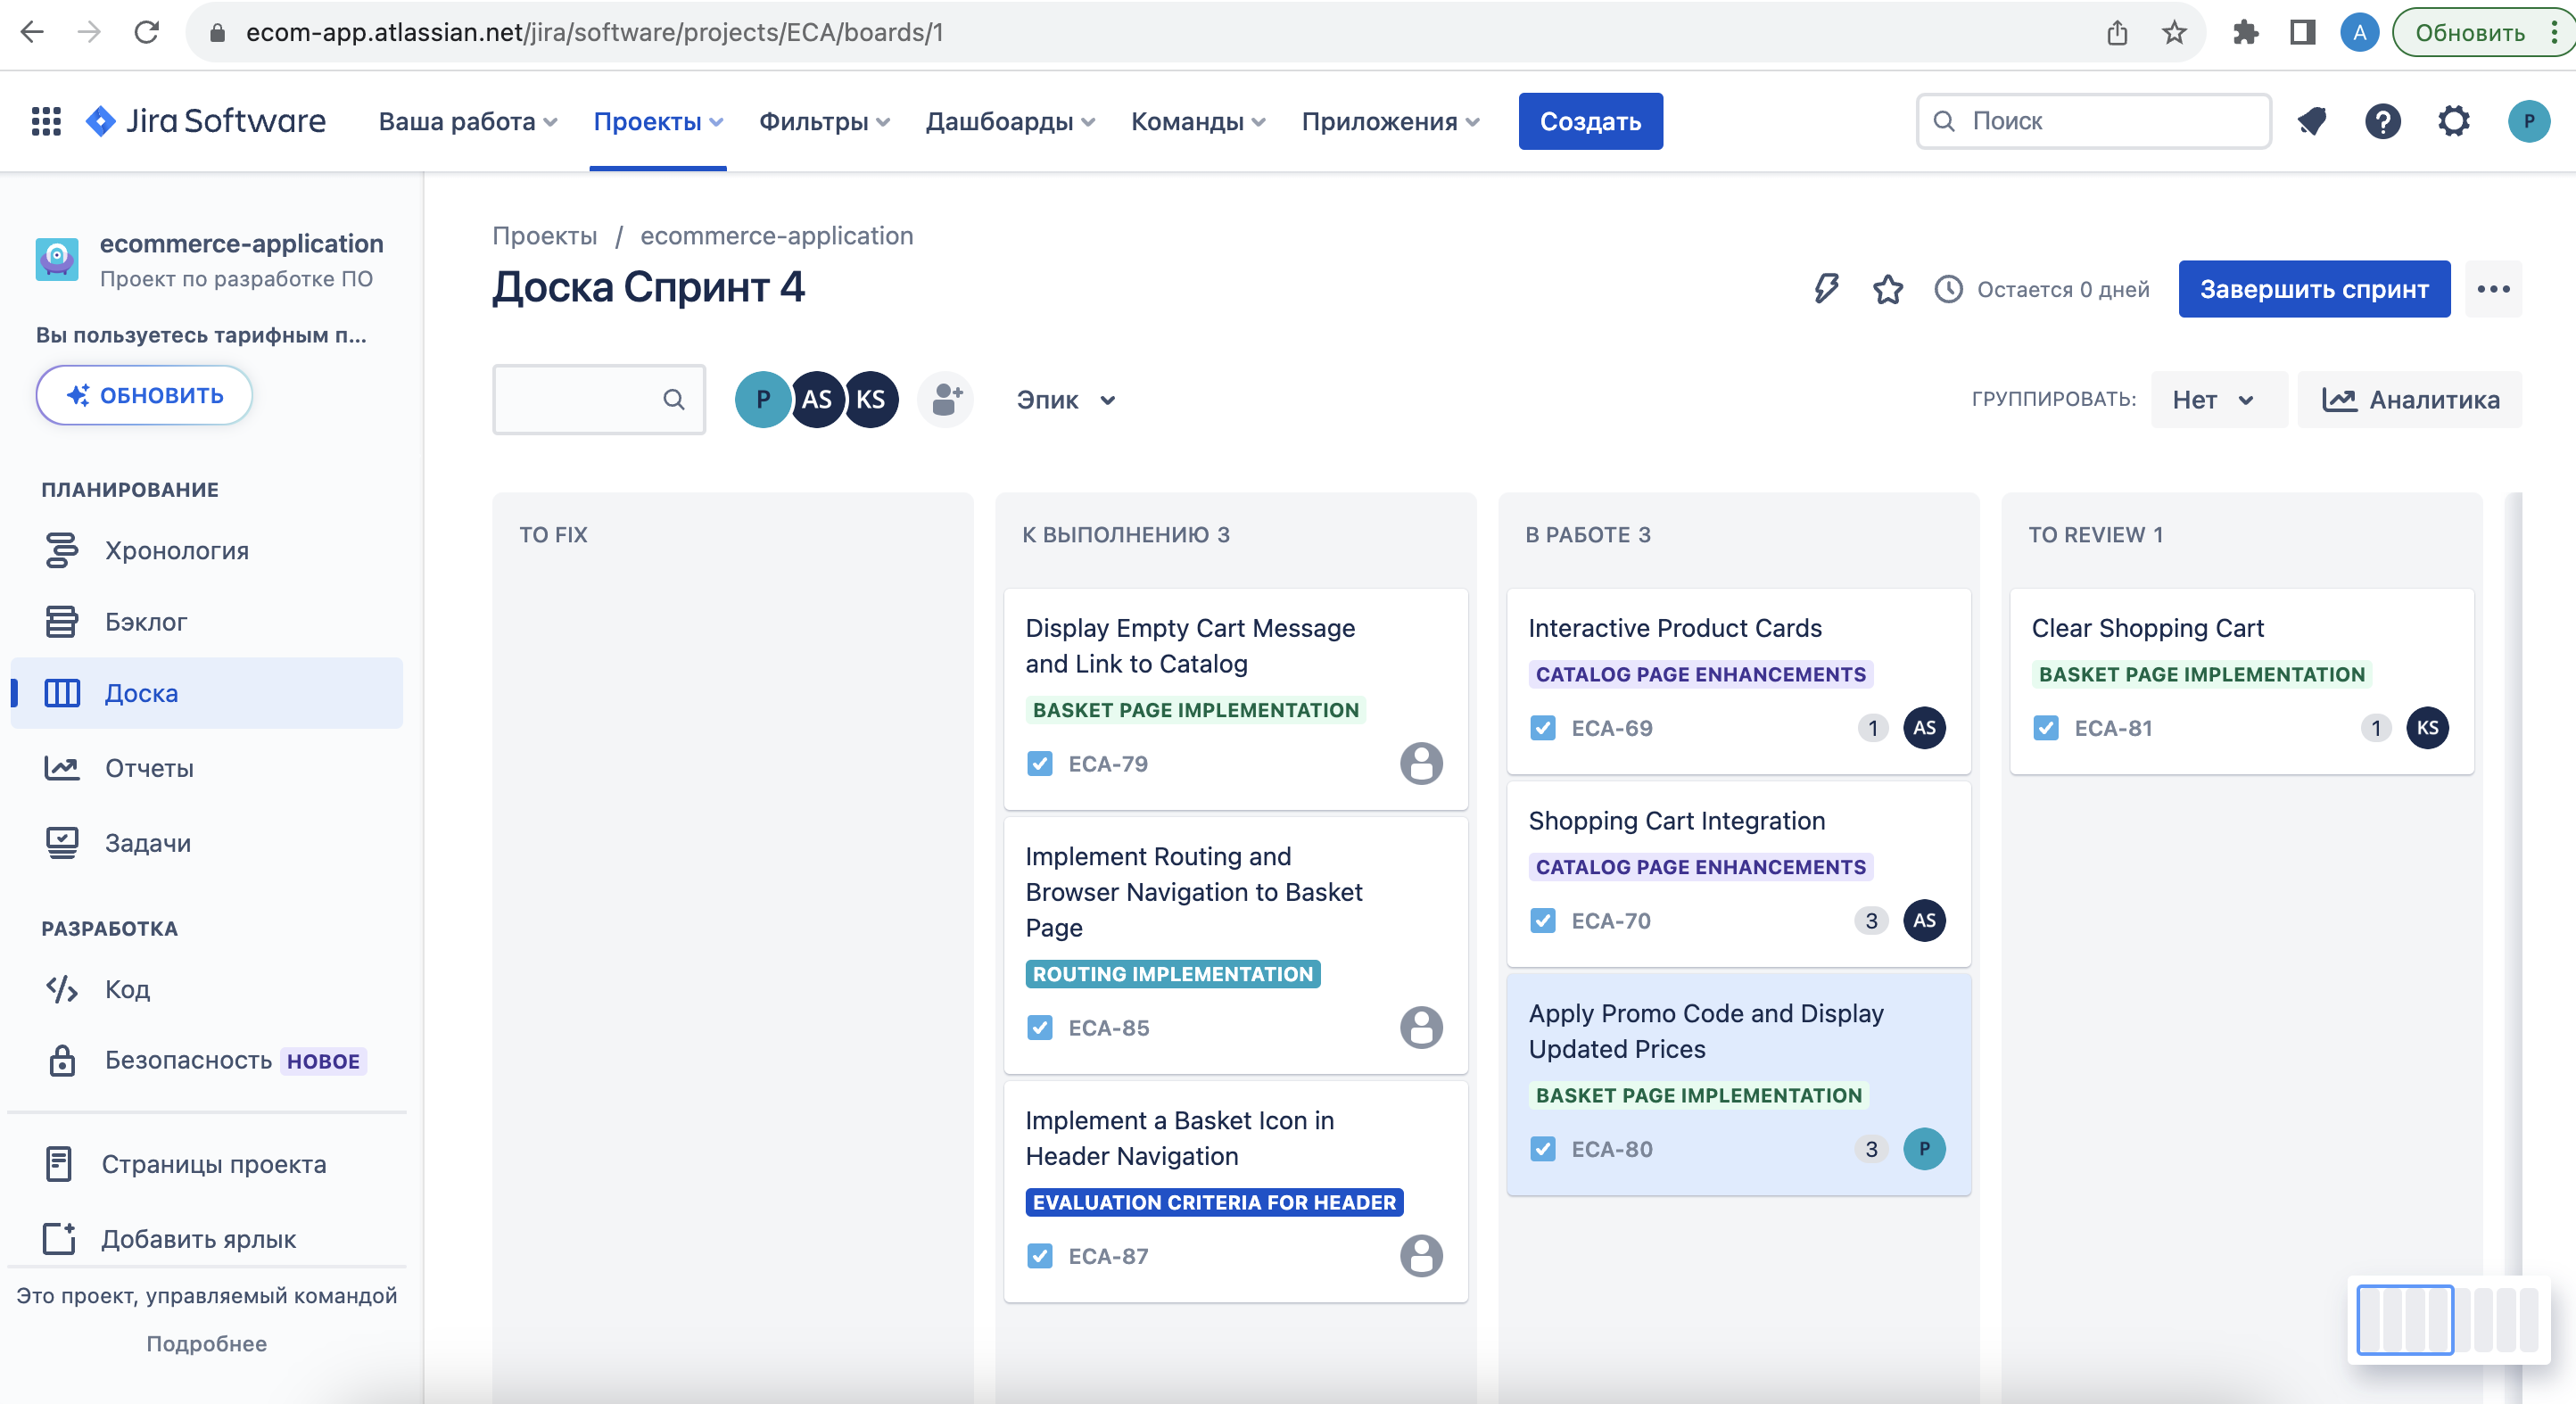 ecom-app.atlassian.net/jira/software/projects/ECA/boards/1
A
Обновить
Jira Software
Ваша работа
Проекты
Фильтры
Дашборды
Команды
Приложения
Создать
Поиск
P
ecommerce-application
Проект по разработке ПО
Вы пользуетесь тарифным п...
ОБНОВИТЬ
ПЛАНИРОВАНИЕ
Хронология
Бэклог
Доска
Отчеты
Задачи
РАЗРАБОТКА
Код
Безопасность НОВОЕ
Страницы проекта
Добавить ярлык
Это проект, управляемый командой
Подробнее
Проекты / ecommerce-application
Доска Спринт 4
Остается 0 дней
Завершить спринт
P AS KS
Эпик
ГРУППИРОВАТЬ:
Нет
Аналитика
TO FIX
К ВЫПОЛНЕНИЮ 3
Display Empty Cart Message
and Link to Catalog
BASKET PAGE IMPLEMENTATION
ECA-79
Implement Routing and
Browser Navigation to Basket
Page
ROUTING IMPLEMENTATION
ECA-85
Implement a Basket Icon in
Header Navigation
EVALUATION CRITERIA FOR HEADER
ECA-87
В РАБОТЕ 3
Interactive Product Cards
CATALOG PAGE ENHANCEMENTS
ECA-69 1 AS
Shopping Cart Integration
CATALOG PAGE ENHANCEMENTS
ECA-70 3 AS
Apply Promo Code and Display
Updated Prices
BASKET PAGE IMPLEMENTATION
ECA-80 3 P
TO REVIEW 1
Clear Shopping Cart
BASKET PAGE IMPLEMENTATION
ECA-81 1 KS